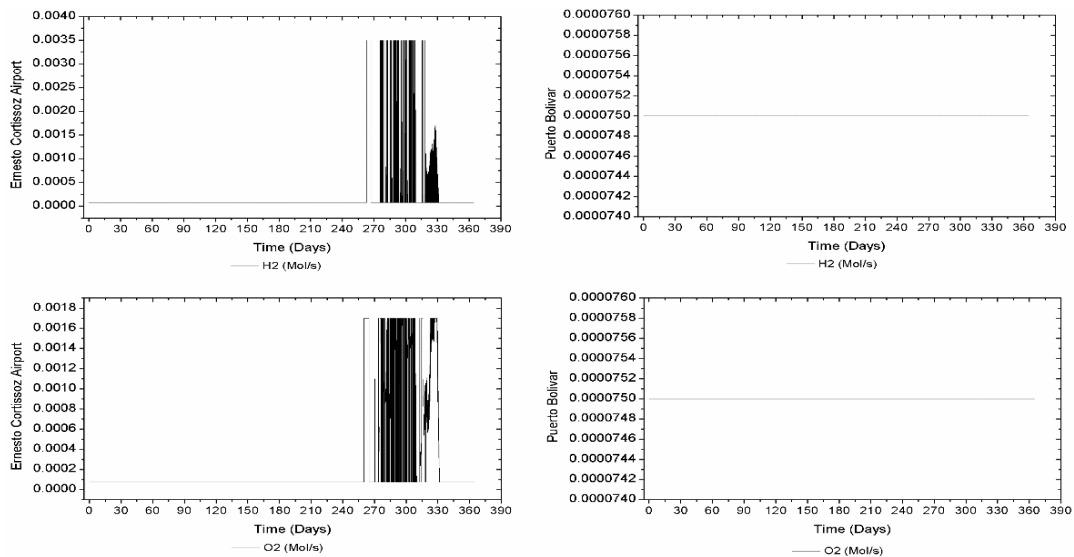 Ernesto Cortissoz Airport
0.0040
0.0035
0.0030
0.0025
0.0020
0.0015
0.0010
0.0005
0.0000
0 30 60 90 120 150 180 210 240 270 300 330 360 390
Time (Days)
H2 (Mol/s)
Puerto Bolivar
0.0000760
0.0000758
0.0000756
0.0000754
0.0000752
0.0000750
0.0000748
0.0000746
0.0000744
0.0000742
0.0000740
0 30 60 90 120 150 180 210 240 270 300 330 360 390
Time (Days)
H2 (Mol/s)
Ernesto Cortissoz Airport
0.0018
0.0016
0.0014
0.0012
0.0010
0.0008
0.0006
0.0004
0.0002
0.0000
0 30 60 90 120 150 180 210 240 270 300 330 360 390
Time (Days)
O2 (Mol/s)
Puerto Bolivar
0.0000760
0.0000758
0.0000756
0.0000754
0.0000752
0.0000750
0.0000748
0.0000746
0.0000744
0.0000742
0.0000740
0 30 60 90 120 150 180 210 240 270 300 330 360 390
Time (Days)
O2 (Mol/s)